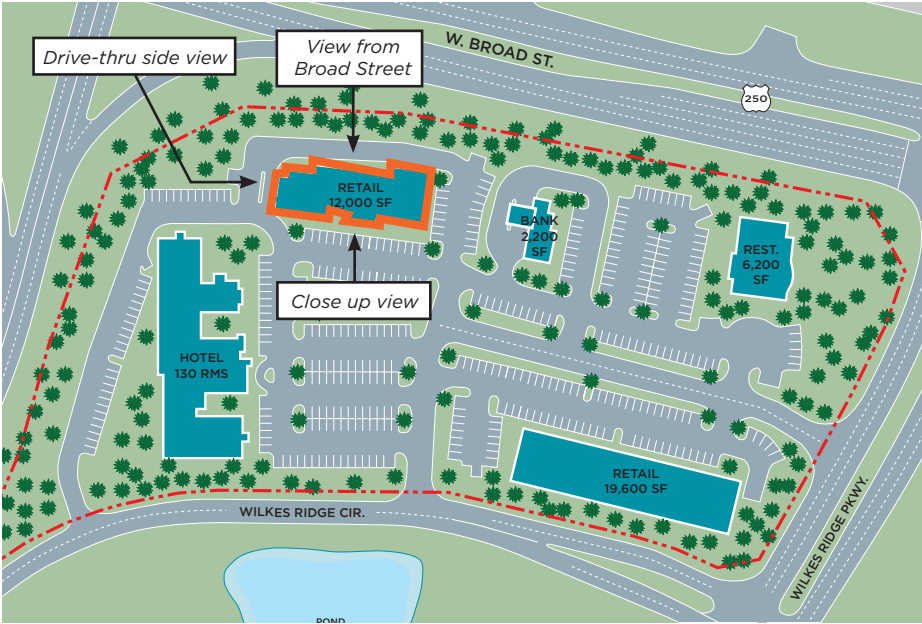 W. BROAD ST.
250
Drive-thru side view
View from
Broad Street
RETAIL
12,000 SF
BANK
2,200
SF
REST.
6,200
SF
Close up view
HOTEL
130 RMS
RETAIL
19,600 SF
WILKES RIDGE CIR.
WILKES RIDGE PKWY.
POND